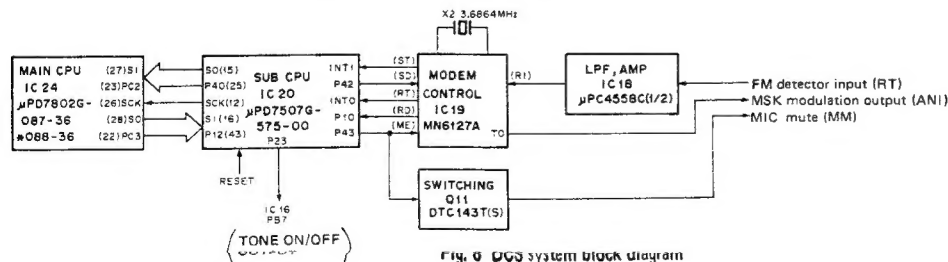 X2 3.6864MHz
MAIN CPU
IC 24
μPD7802G-
087-36
*088-36
(27)SI
(23)PC2
(26)SCK
(28)SO
(22)PC3
SO(15)
P40(25)
SCK(12)
SI(16)
P12(43)
SUB CPU
IC 20
μPD7507G-
575-00
P23
INT1
P42
INT0
P10
P43
(ST)
(SD)
(RT)
(RD)
(ME)
MODEM
CONTROL
IC19
MN6127A
TO
(RI)
LPF, AMP
IC 18
μPC4558C(1/2)
FM detector input (RT)
MSK modulation output (ANI)
MIC mute (MM)
RESET
IC 16
PB7
(TONE ON/OFF
SWITCHING
Q11
DTC143T(S)
Fig. 6 DCS system block diagram